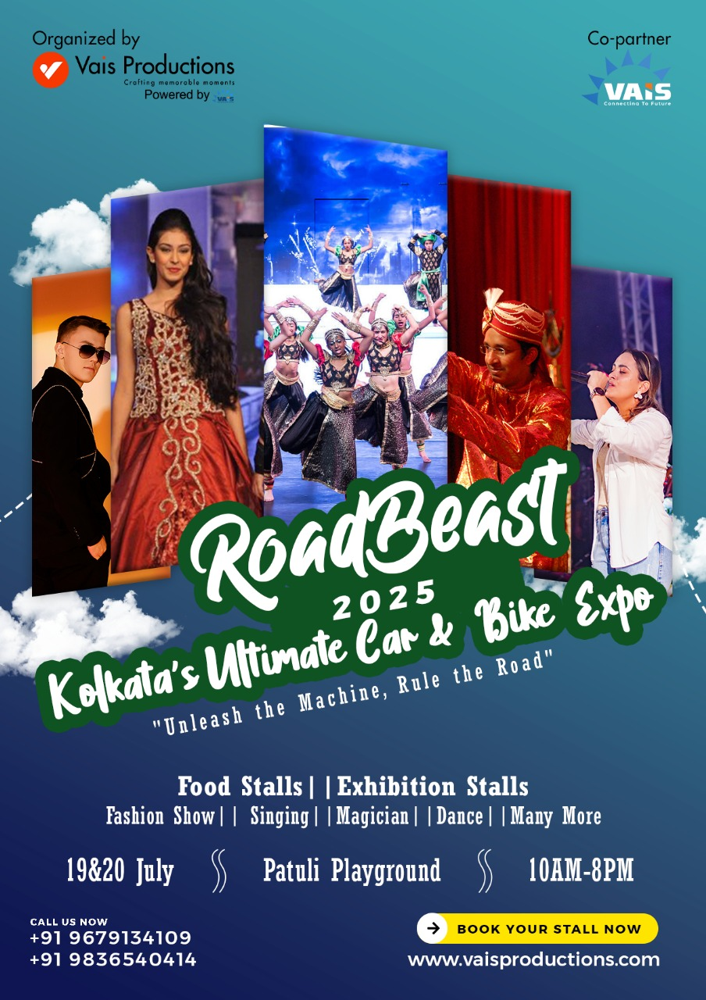 Organized by
Vais Productions
Crafting memorable moments
Powered by VAIS
Co-partner
VAiS
Connecting To Future
RoadBeast
2025
Kolkata's Ultimate Car & Bike Expo
"Unleash the Machine, Rule the Road"
Food Stalls||Exhibition Stalls
Fashion Show|| Singing||Magician||Dance||Many More
19&20 July Patuli Playground 10AM-8PM
CALL US NOW
+91 9679134109
+91 9836540414
BOOK YOUR STALL NOW
www.vaisproductions.com